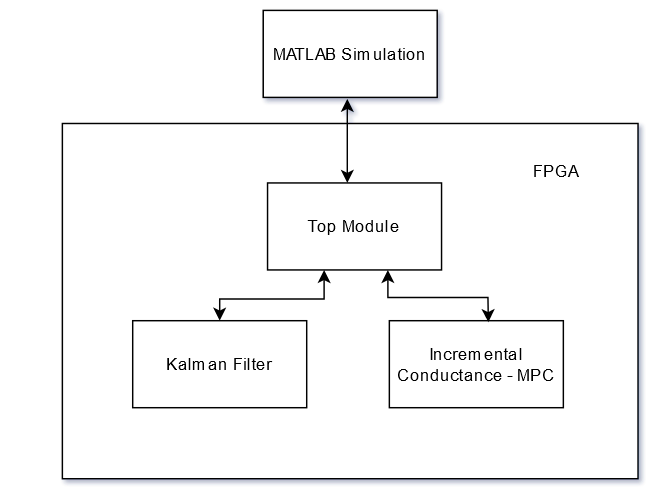 MATLAB Simulation
FPGA
Top Module
Kalman Filter
Incremental
Conductance - MPC